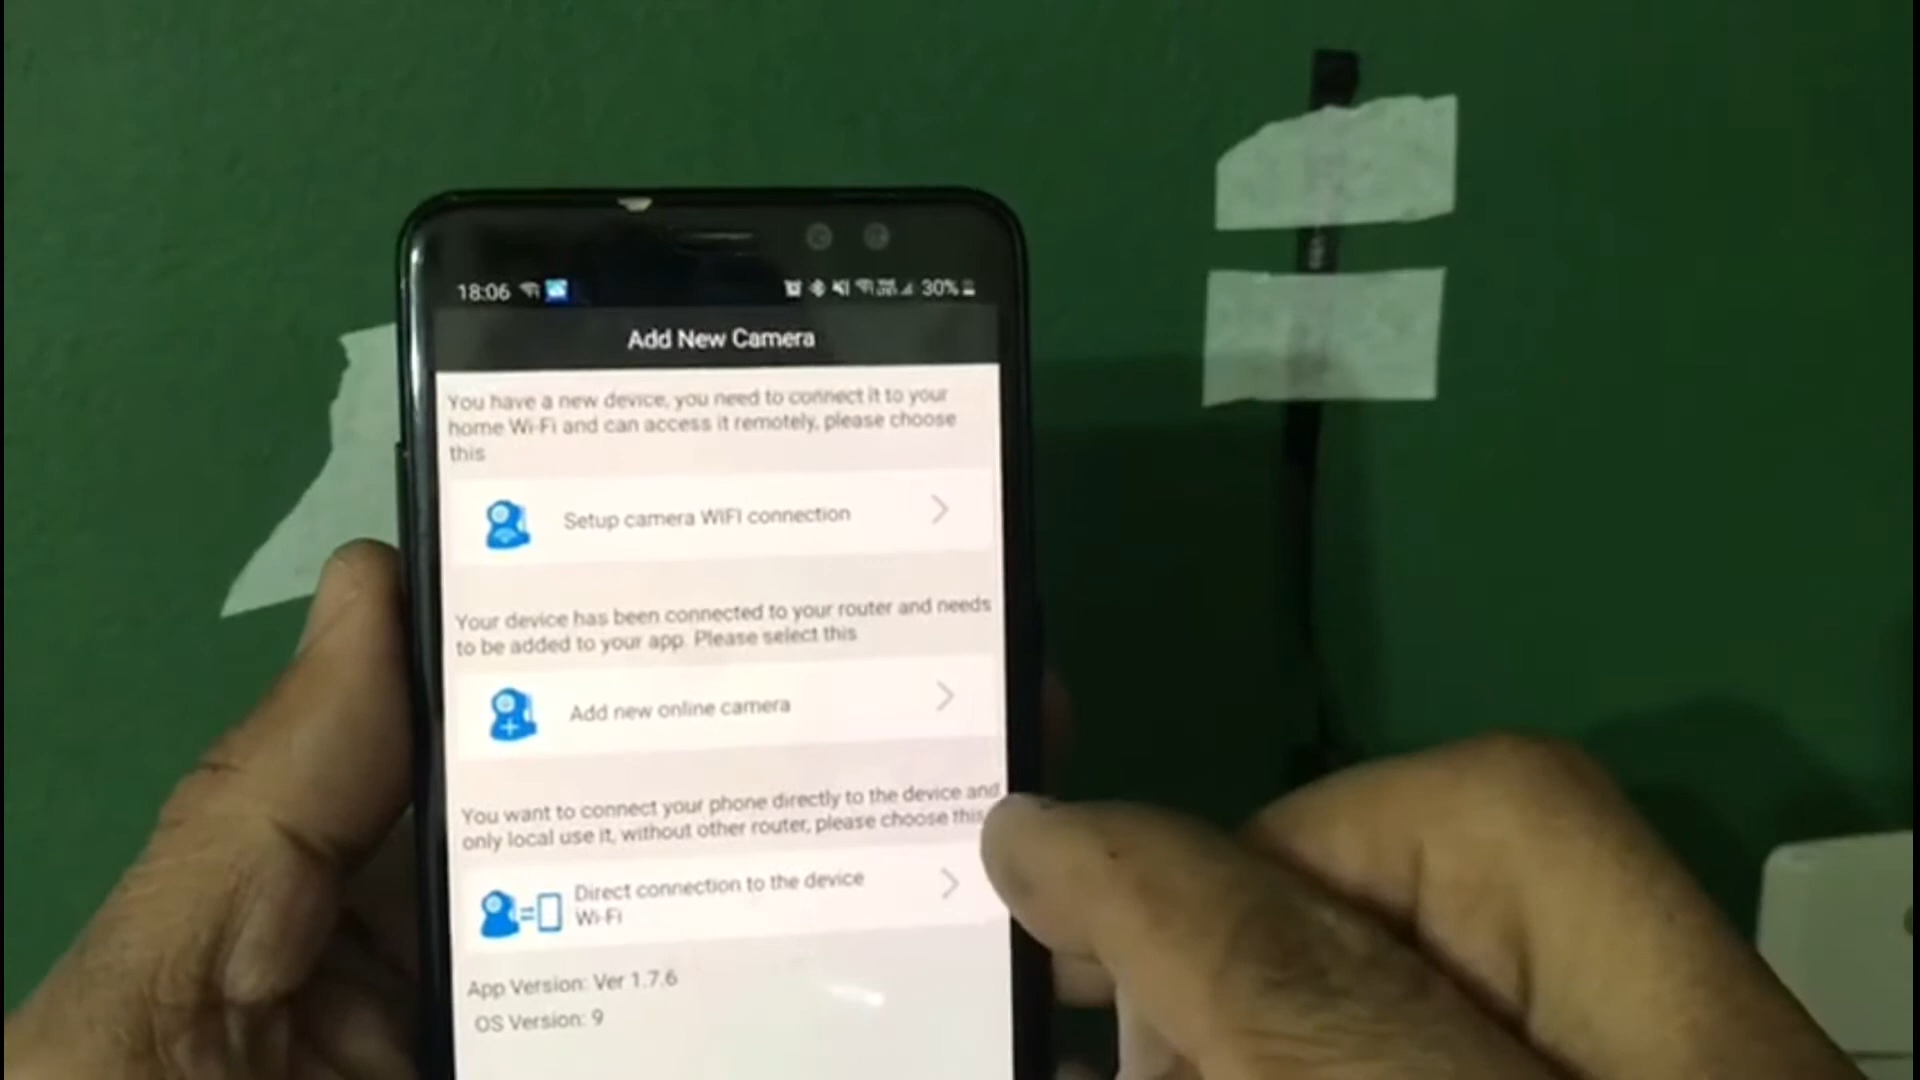 18:06 30%
Add New Camera
You have a new device, you need to connect it to your
home Wi-Fi and can access it remotely, please choose
this
Setup camera WIFI connection
Your device has been connected to your router and needs
to be added to your app. Please select this
Add new online camera
You want to connect your phone directly to the device and
only local use it, without other router, please choose this
Direct connection to the device
Wi-Fi
App Version: Ver 1.7.6
OS Version: 9